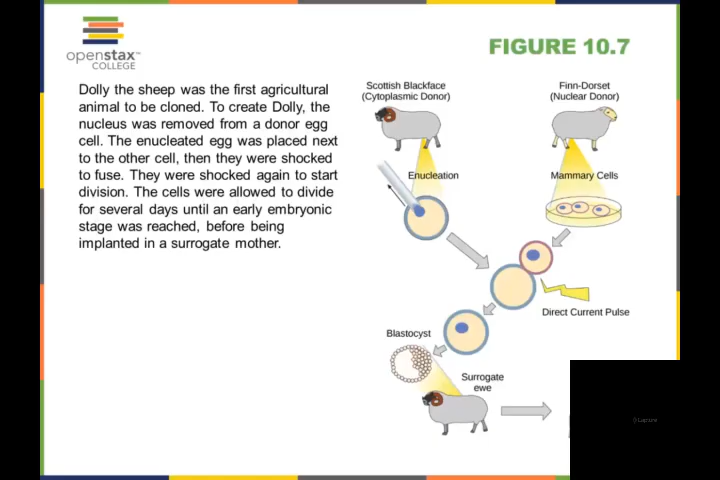 openstax™
COLLEGE
FIGURE 10.7
Dolly the sheep was the first agricultural
animal to be cloned. To create Dolly, the
nucleus was removed from a donor egg
cell. The enucleated egg was placed next
to the other cell, then they were shocked
to fuse. They were shocked again to start
division. The cells were allowed to divide
for several days until an early embryonic
stage was reached, before being
implanted in a surrogate mother.
Scottish Blackface
(Cytoplasmic Donor)
Finn-Dorset
(Nuclear Donor)
Enucleation
Mammary Cells
Direct Current Pulse
Blastocyst
Surrogate
ewe